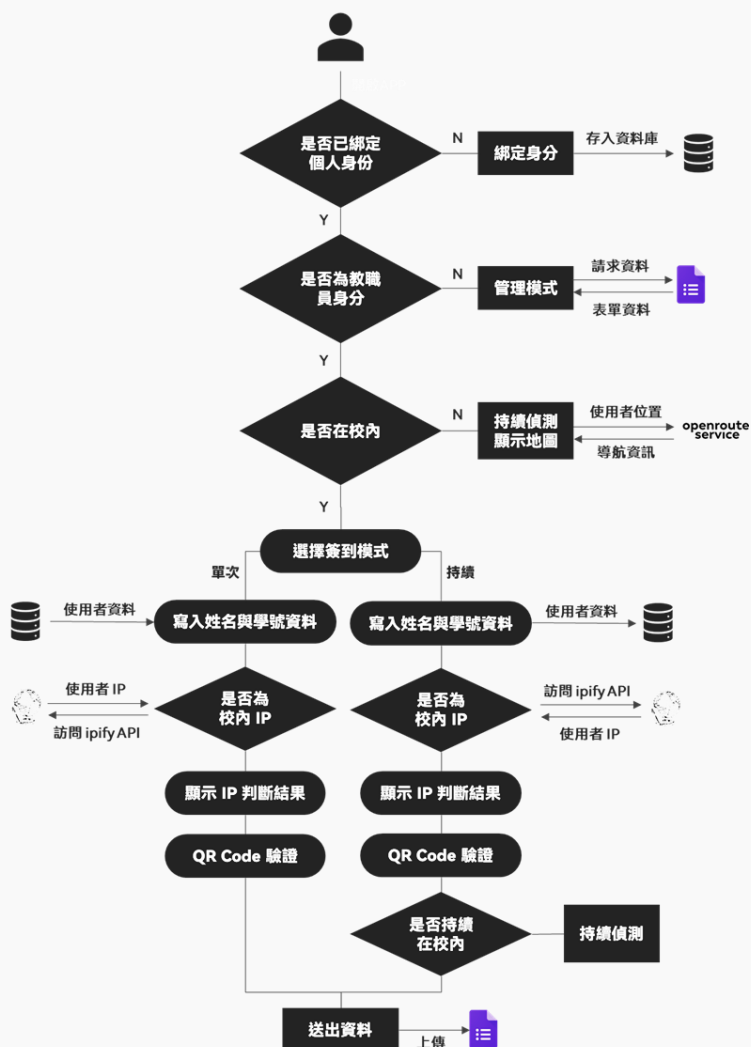 是否已綁定
個人身份
N
綁定身分
存入資料庫
Y
是否為教職
員身分
N
管理模式
請求資料
表單資料
Y
是否在校內
N
持續偵測
顯示地圖
使用者位置
導航資訊
openroute
service
Y
選擇簽到模式
單次
持續
使用者資料
寫入姓名與學號資料
寫入姓名與學號資料
使用者資料
使用者 IP
訪問 ipify API
是否為
校內 IP
是否為
校內 IP
訪問 ipify API
使用者 IP
顯示 IP 判斷結果
顯示 IP 判斷結果
QR Code 驗證
QR Code 驗證
是否持續
在校內
持續偵測
送出資料
上傳